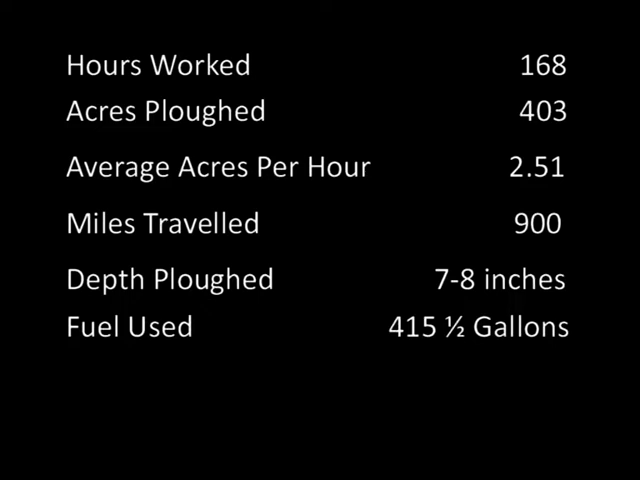 Hours Worked 168
Acres Ploughed 403
Average Acres Per Hour 2.51
Miles Travelled 900
Depth Ploughed 7-8 inches
Fuel Used 415 ½ Gallons